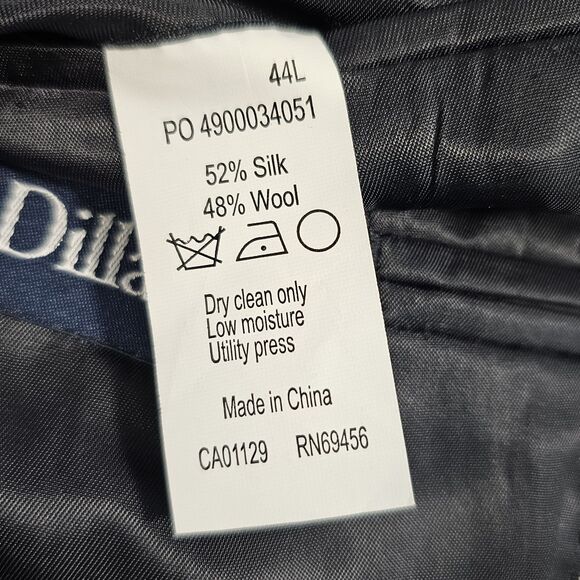 44L
PO 4900034051
52% Silk
48% Wool
Dilla
Dry clean only
Low moisture
Utility press
Made in China
CA01129 RN69456